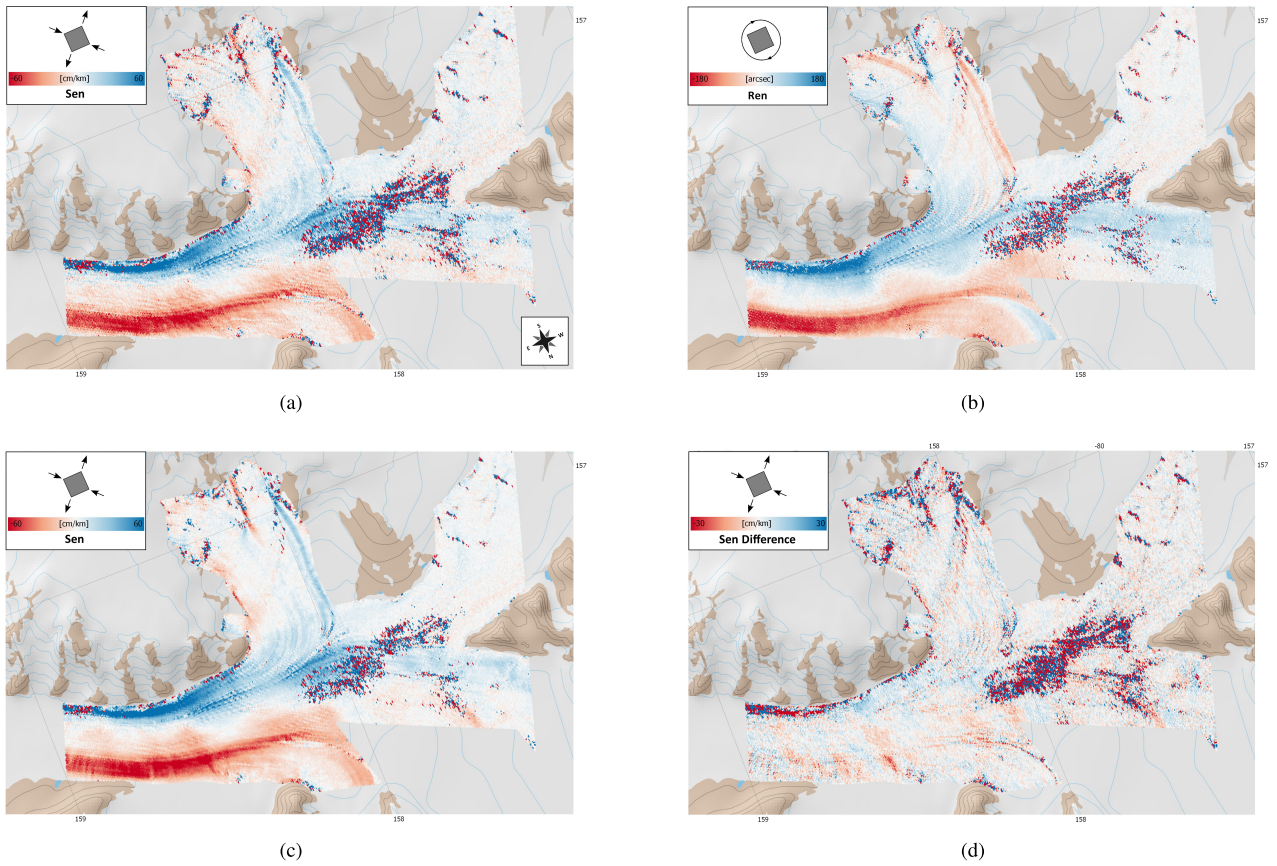 157
-60 [cm/km] 60
Sen
S
W
E
N
159 158
(a)
157
-180 [arcsec] 180
Ren
159 158
(b)
157
-60 [cm/km] 60
Sen
159 158
(c)
158 -80 157
157
-30 [cm/km] 30
Sen Difference
159 158
(d)